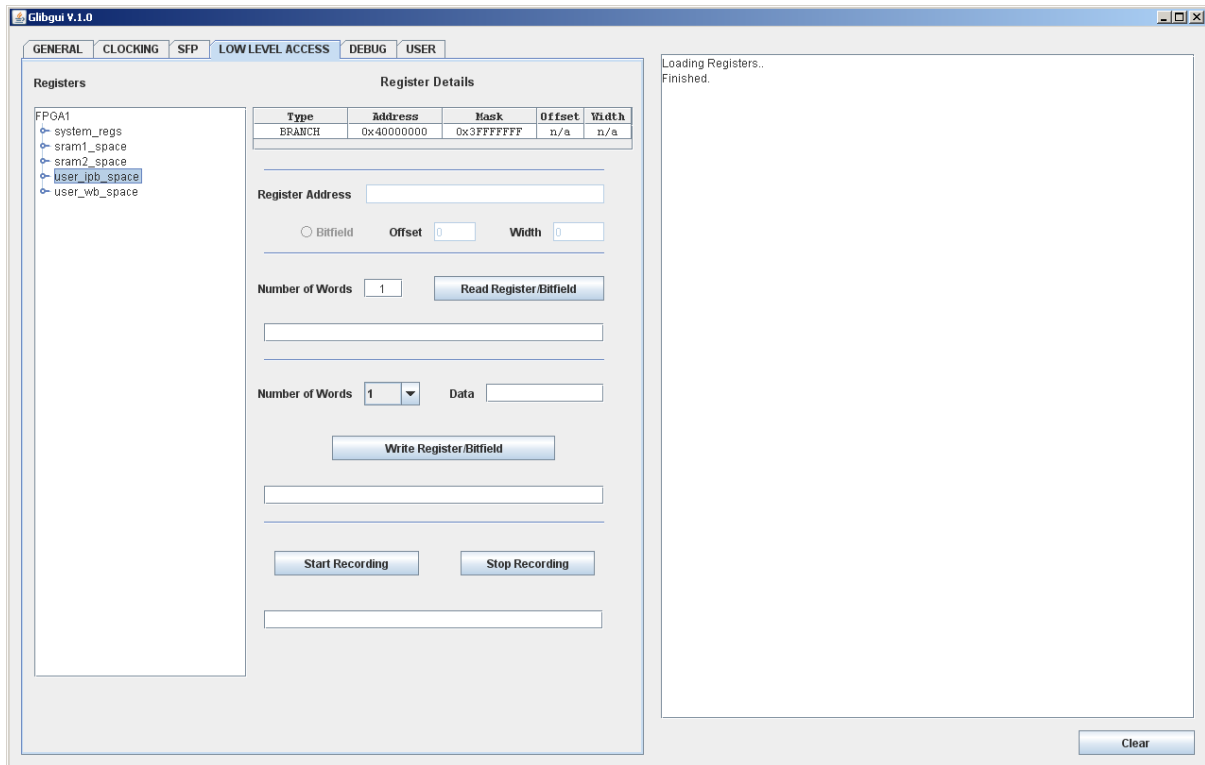 Glibgui V.1.0
GENERAL CLOCKING SFP LOW LEVEL ACCESS DEBUG USER
Registers
FPGA1
system_regs
sram1_space
sram2_space
user_ipb_space
user_wb_space
Register Details
Type Address Mask Offset Width
BRANCH 0x40000000 0x3FFFFFFF n/a n/a
Register Address
Bitfield Offset 0 Width 0
Number of Words 1 Read Register/Bitfield
Number of Words 1 Data
Write Register/Bitfield
Start Recording Stop Recording
Loading Registers..
Finished.
Clear